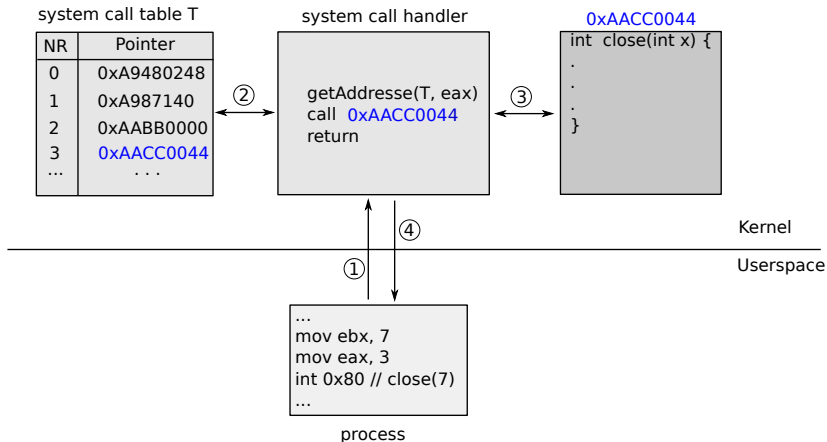 system call table T
NR Pointer
0 0xA9480248
1 0xA987140
2 0xAABB0000
3 0xAACC0044
... . . .
②
system call handler
getAddresse(T, eax)
call 0xAACC0044
return
③
0xAACC0044
int close(int x) {
.
.
.
}
①
④
Kernel
Userspace
...
mov ebx, 7
mov eax, 3
int 0x80 // close(7)
...
process